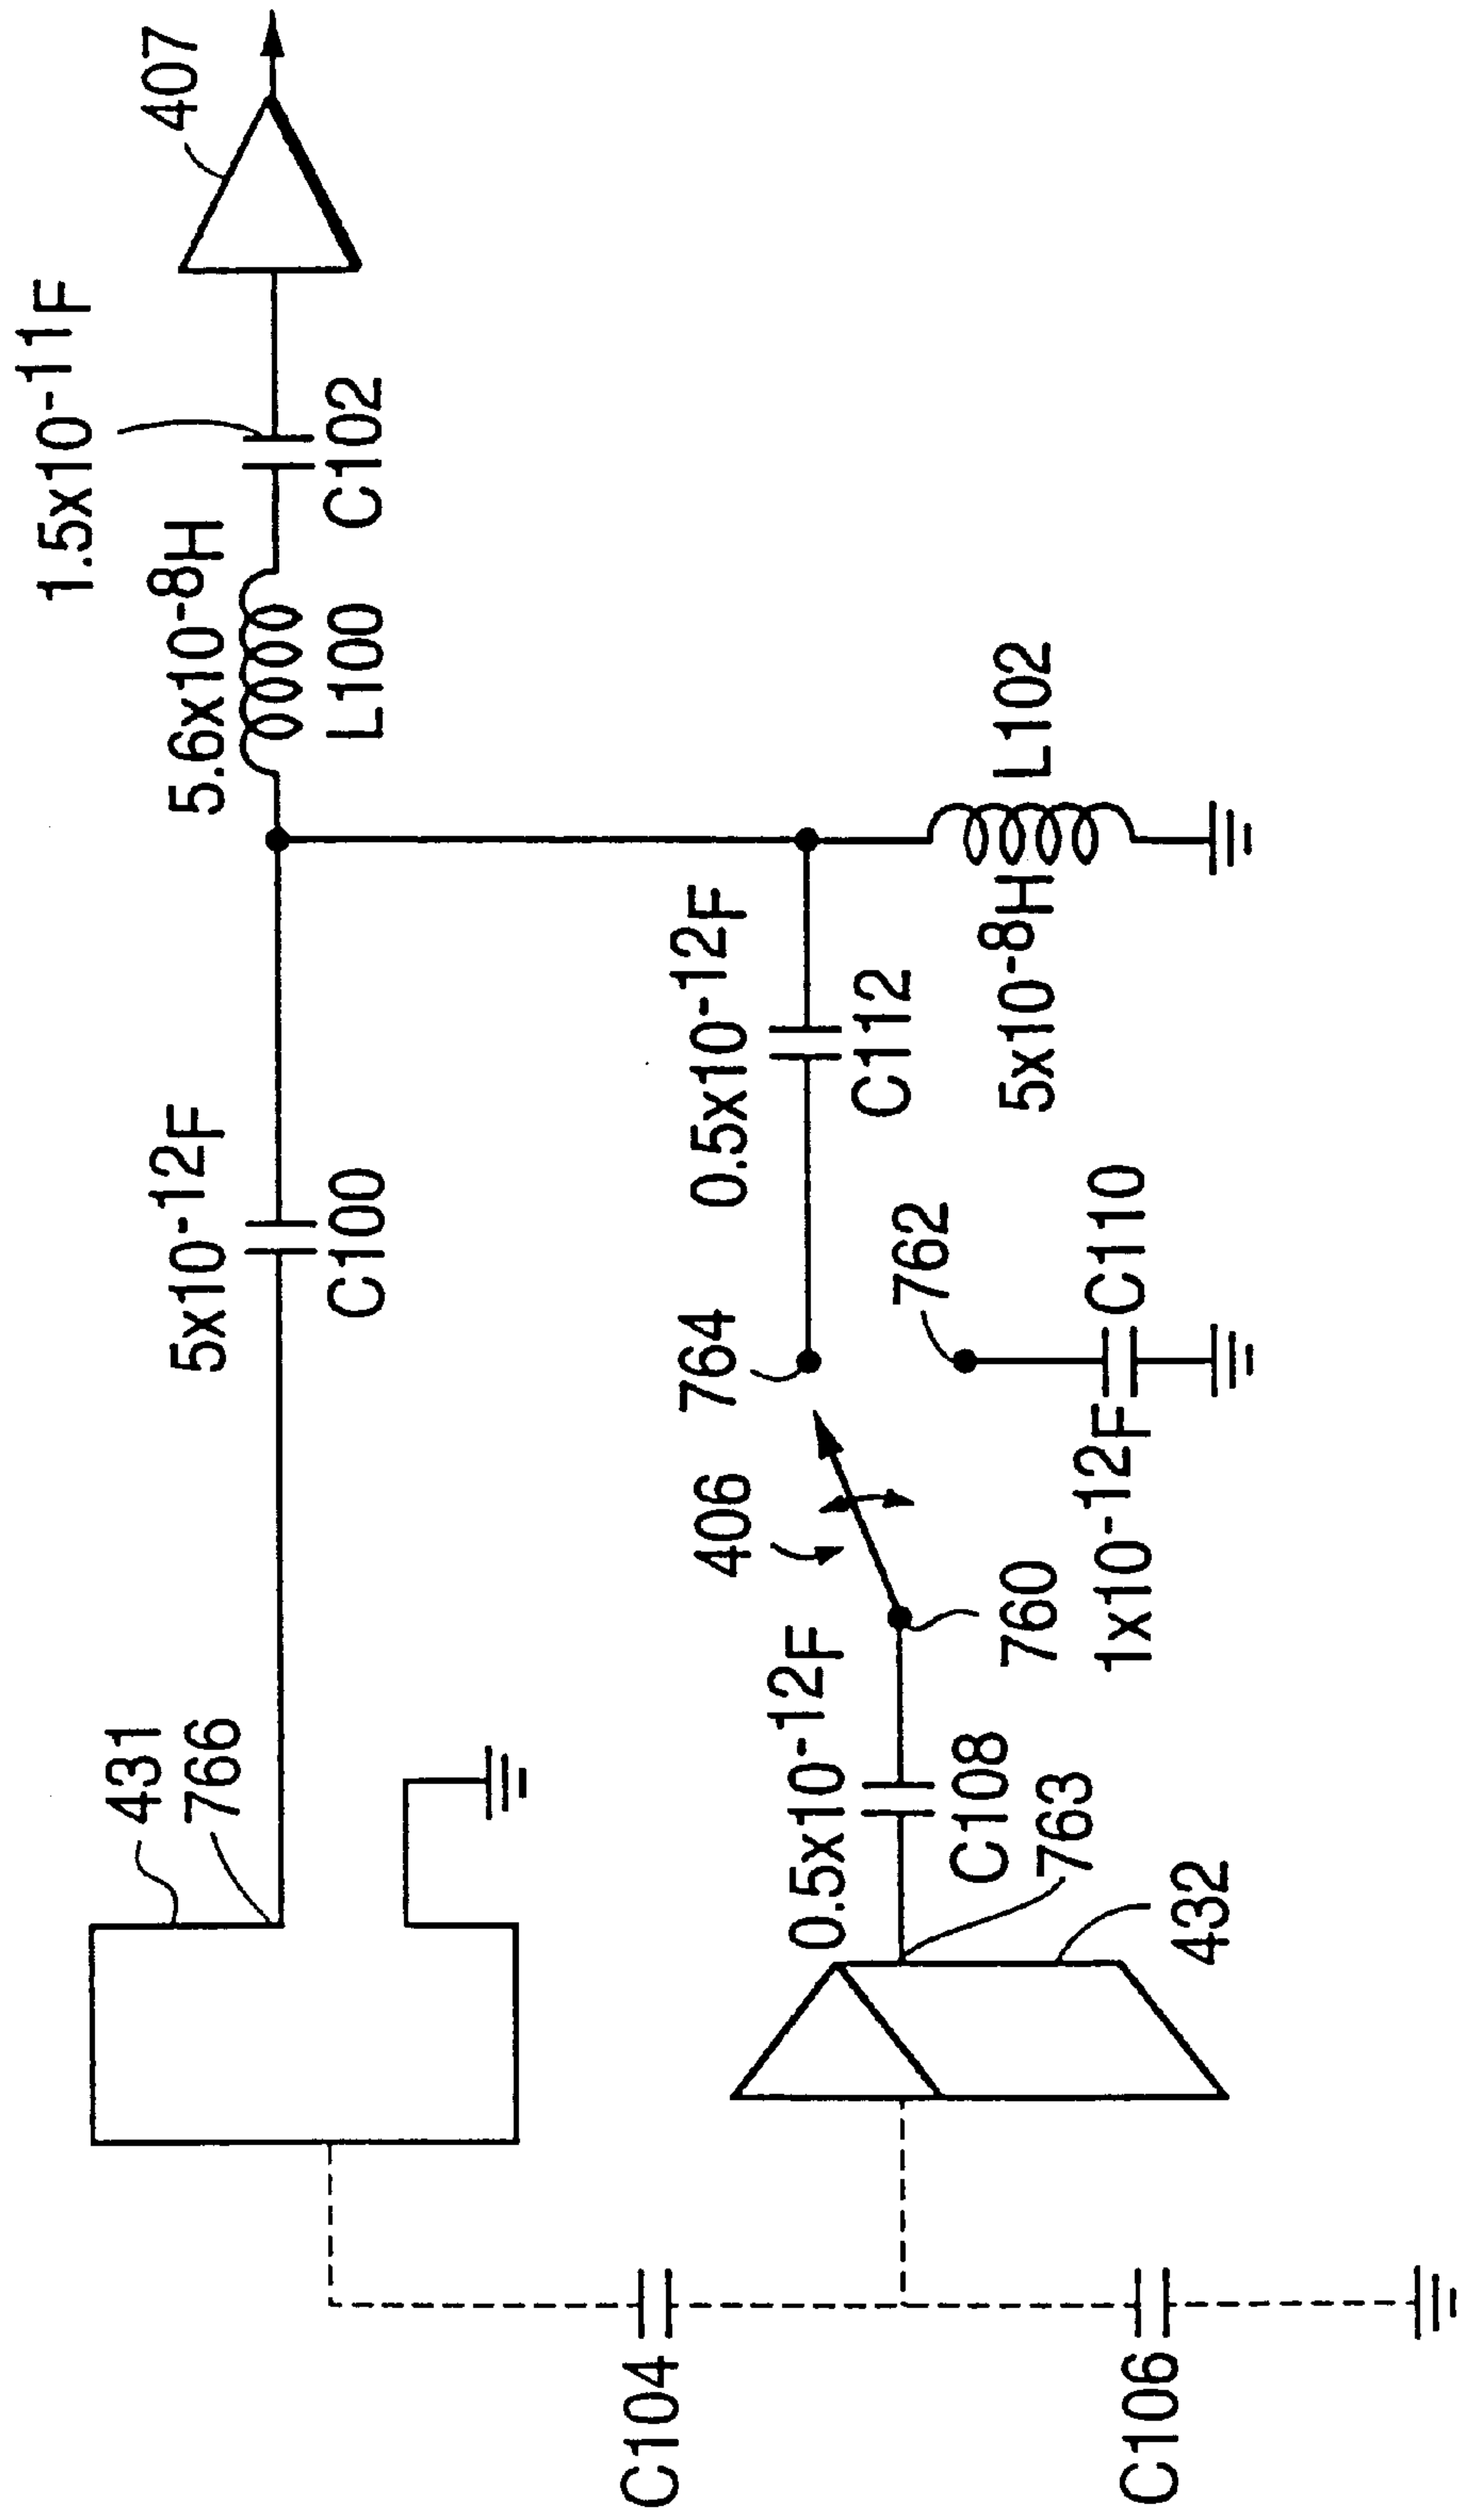 1.5x10-11F
407
5.6x10-8H
5x10-12F
431
766
L100
C102
C100
0.5x10-12F
764
406
C112
0.5x10-12F
762
L102
5x10-8H
760
C108
763
C110
1x10-12F
432
C104
C106